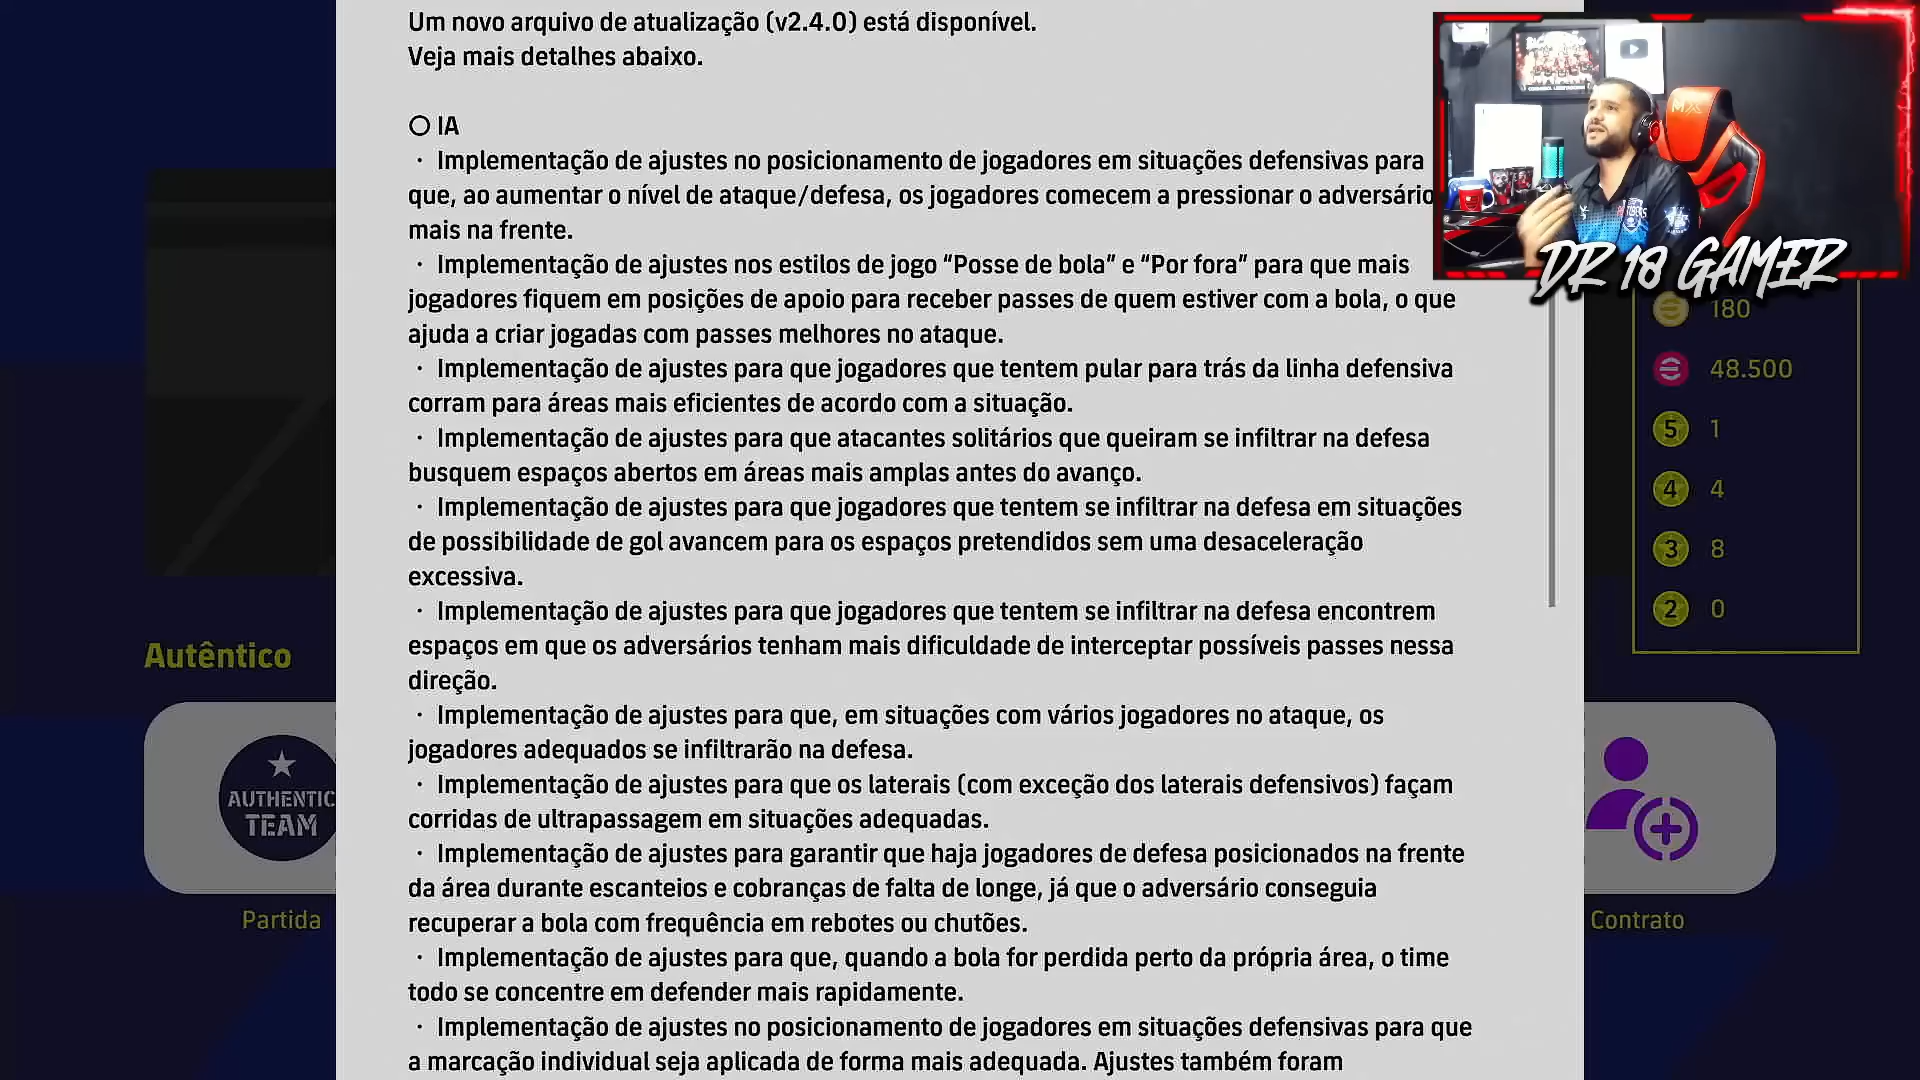 Um novo arquivo de atualização (v2.4.0) está disponível.
Veja mais detalhes abaixo.
○ IA
・ Implementação de ajustes no posicionamento de jogadores em situações defensivas para
que, ao aumentar o nível de ataque/defesa, os jogadores comecem a pressionar o adversário
mais na frente.
・ Implementação de ajustes nos estilos de jogo “Posse de bola” e “Por fora” para que mais
jogadores fiquem em posições de apoio para receber passes de quem estiver com a bola, o que
ajuda a criar jogadas com passes melhores no ataque.
・ Implementação de ajustes para que jogadores que tentem pular para trás da linha defensiva
corram para áreas mais eficientes de acordo com a situação.
・ Implementação de ajustes para que atacantes solitários que queiram se infiltrar na defesa
busquem espaços abertos em áreas mais amplas antes do avanço.
・ Implementação de ajustes para que jogadores que tentem se infiltrar na defesa em situações
de possibilidade de gol avancem para os espaços pretendidos sem uma desaceleração
excessiva.
・ Implementação de ajustes para que jogadores que tentem se infiltrar na defesa encontrem
espaços em que os adversários tenham mais dificuldade de interceptar possíveis passes nessa
direção.
・ Implementação de ajustes para que, em situações com vários jogadores no ataque, os
jogadores adequados se infiltrarão na defesa.
・ Implementação de ajustes para que os laterais (com exceção dos laterais defensivos) façam
corridas de ultrapassagem em situações adequadas.
・ Implementação de ajustes para garantir que haja jogadores de defesa posicionados na frente
da área durante escanteios e cobranças de falta de longe, já que o adversário conseguia
recuperar a bola com frequência em rebotes ou chutões.
・ Implementação de ajustes para que, quando a bola for perdida perto da própria área, o time
todo se concentre em defender mais rapidamente.
・ Implementação de ajustes no posicionamento de jogadores em situações defensivas para que
a marcação individual seja aplicada de forma mais adequada. Ajustes também foram
DR 18 GAMER
180
48.500
5 1
4 4
3 8
2 0
Autêntico
AUTHENTIC
TEAM
Partida
Contrato